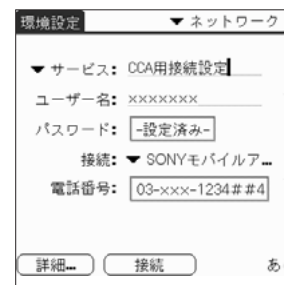 環境設定 ▼ ネットワーク
▼ サービス: CCA用接続設定
ユーザー名: ×××××××
パスワード: -設定済み-
接続: ▼ SONYモバイルア...
電話番号: 03-×××-1234##4
詳細... 接続 あ